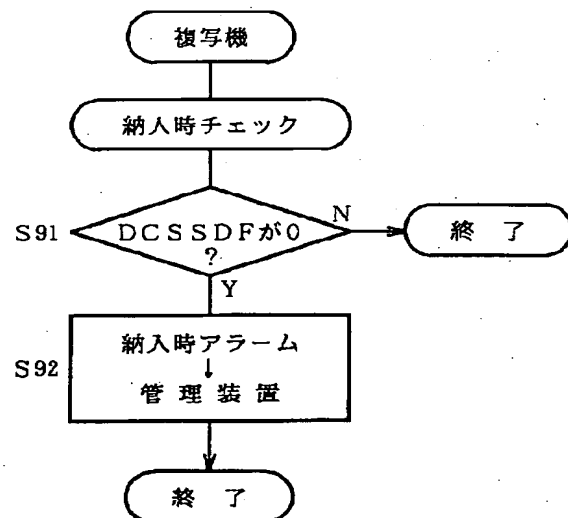 複写機
納入時チェック
S91
DCSSDFが0
?
N
終了
Y
S92
納入時アラーム
↓
管理装置
終了